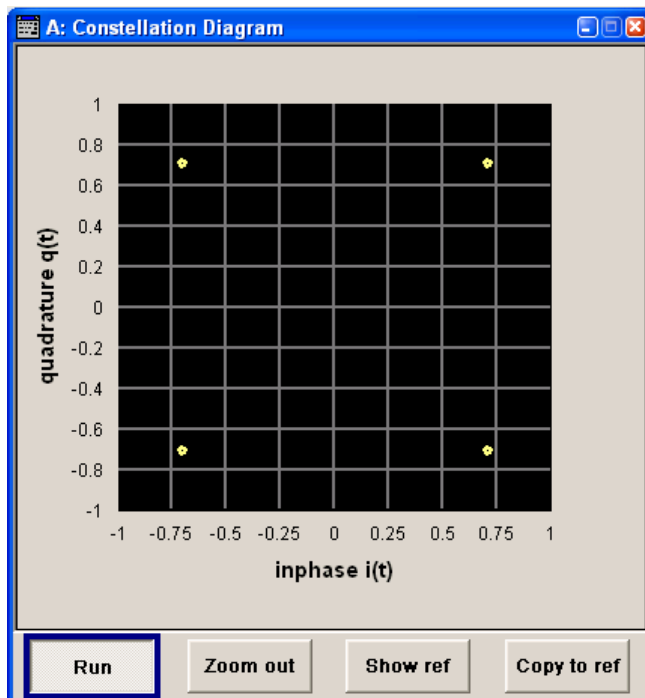 A: Constellation Diagram
1
0.8
0.6
0.4
0.2
0
-0.2
-0.4
-0.6
-0.8
-1
quadrature q(t)
-1 -0.75 -0.5 -0.25 0 0.25 0.5 0.75 1
inphase i(t)
Run Zoom out Show ref Copy to ref